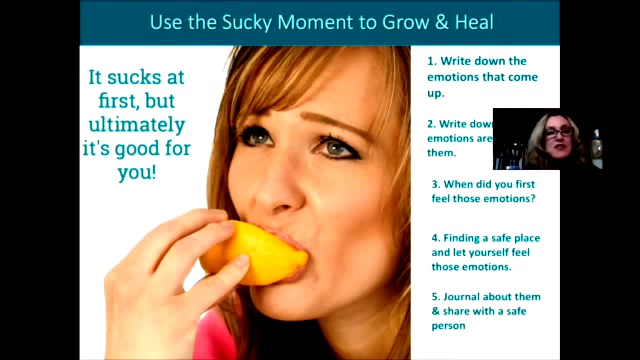 Use the Sucky Moment to Grow & Heal
It sucks at
first, but
ultimately
it's good for
you!
1. Write down the
emotions that come
up.
2. Write down
emotions are
them.
3. When did you first
feel those emotions?
4. Finding a safe place
and let yourself feel
those emotions.
5. Journal about them
& share with a safe
person